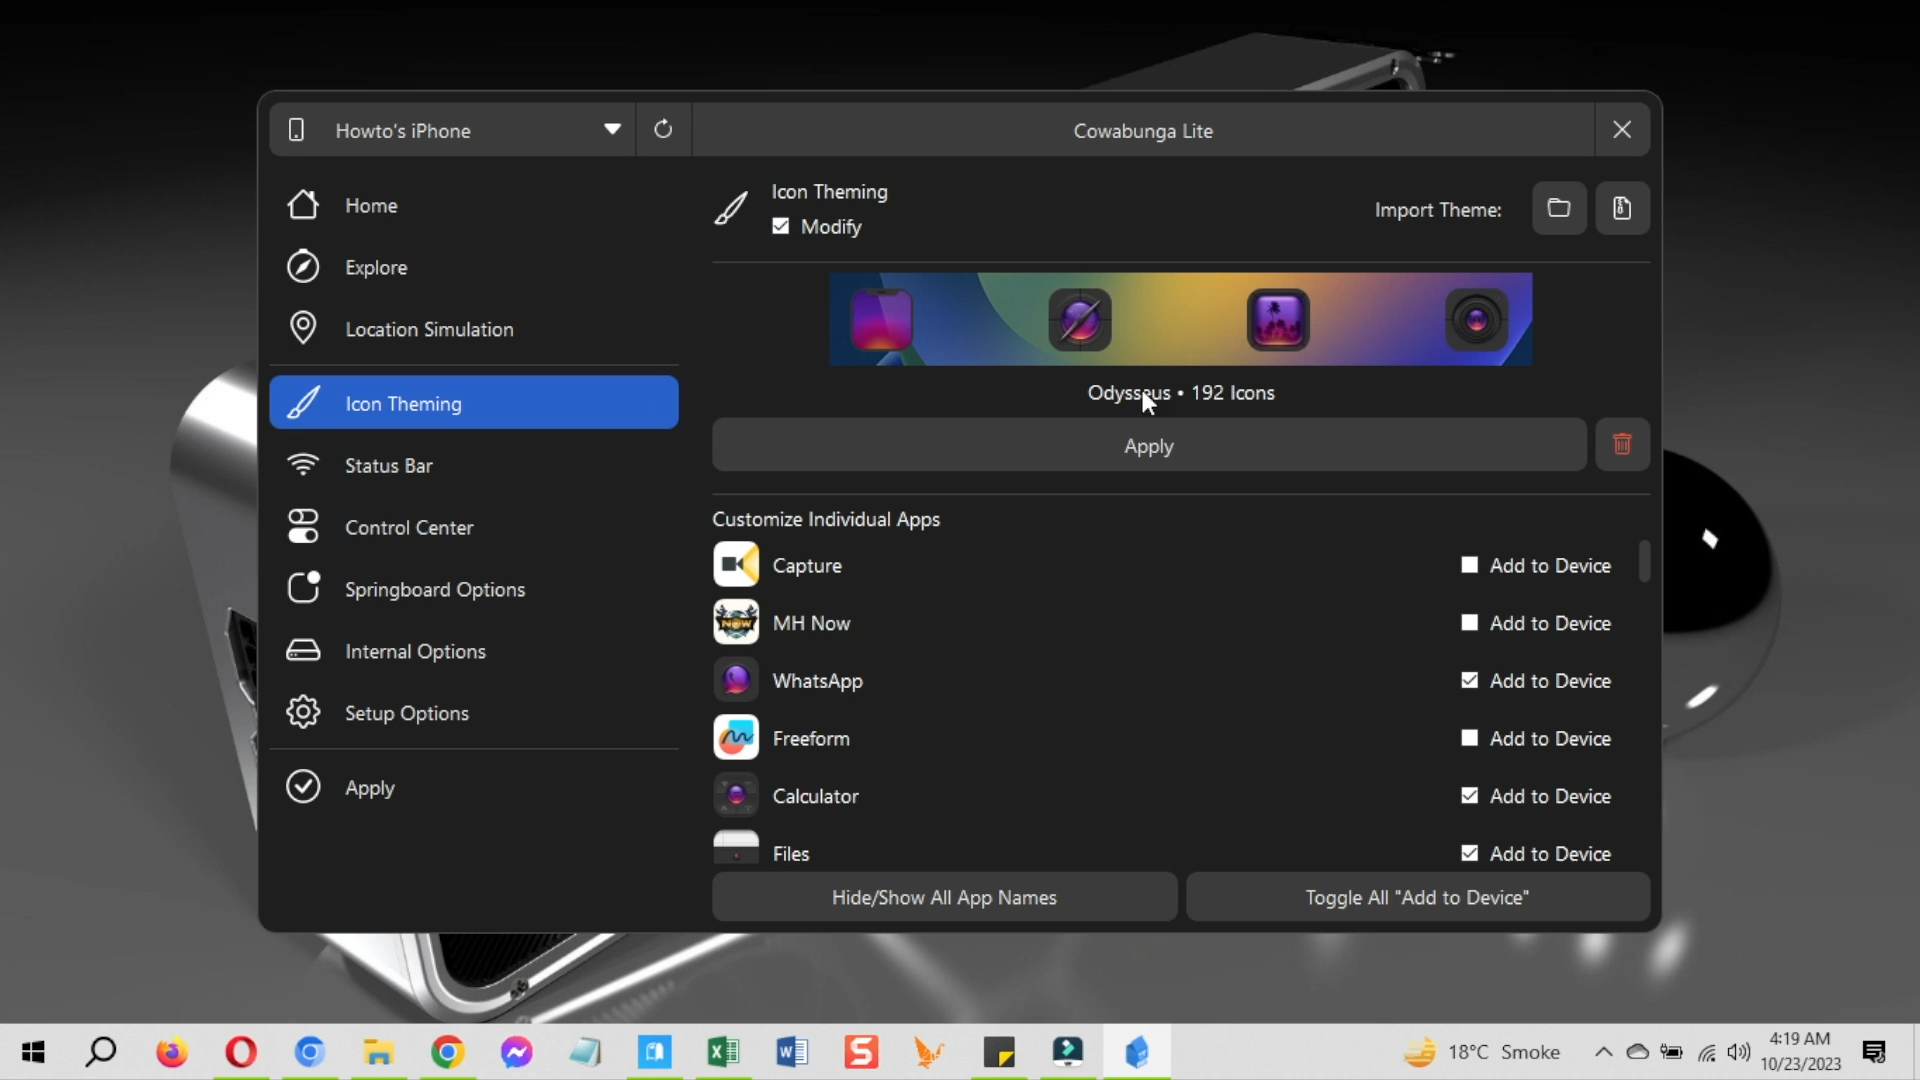 Howto's iPhone
Cowabunga Lite
Home
Explore
Location Simulation
Icon Theming
Status Bar
Control Center
Springboard Options
Internal Options
Setup Options
Apply
Icon Theming
Modify
Import Theme:
Odysseus • 192 Icons
Apply
Customize Individual Apps
Capture Add to Device
MH Now Add to Device
WhatsApp Add to Device
Freeform Add to Device
Calculator Add to Device
Files Add to Device
Hide/Show All App Names
Toggle All "Add to Device"
18°C Smoke
4:19 AM
10/23/2023